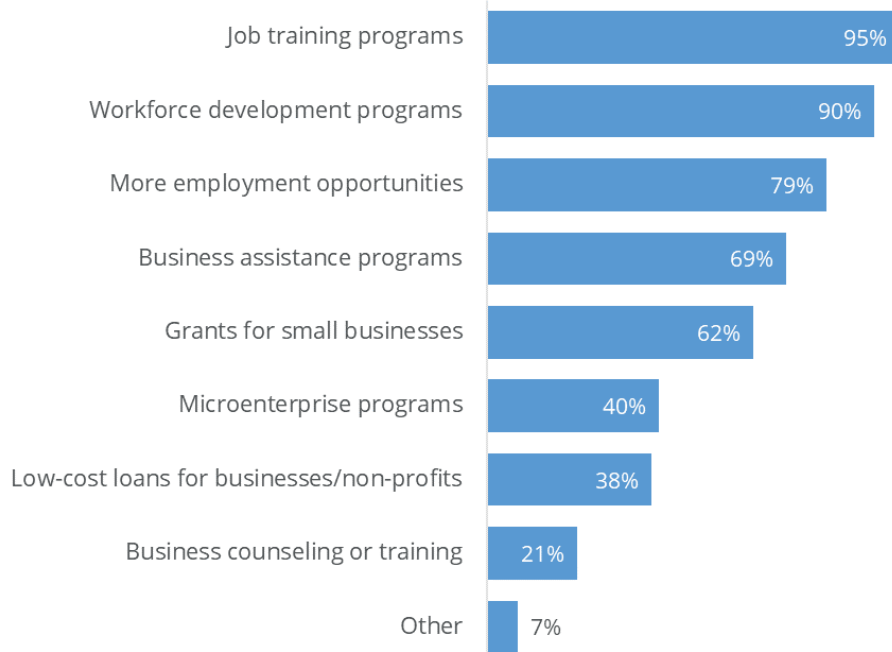 Job training programs 95%
Workforce development programs 90%
More employment opportunities 79%
Business assistance programs 69%
Grants for small businesses 62%
Microenterprise programs 40%
Low-cost loans for businesses/non-profits 38%
Business counseling or training 21%
Other 7%